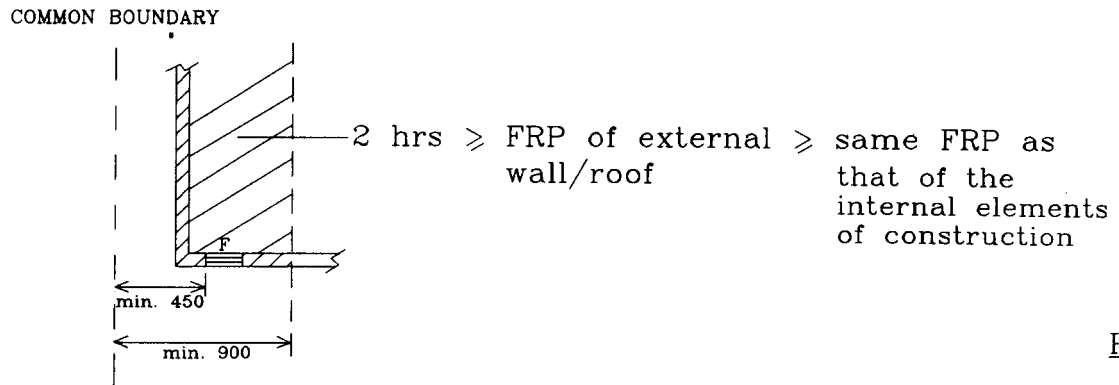 COMMON BOUNDARY
2 hrs ⩾ FRP of external ⩾ same FRP as
wall/roof that of the
internal elements
of construction
F
min. 450
min. 900